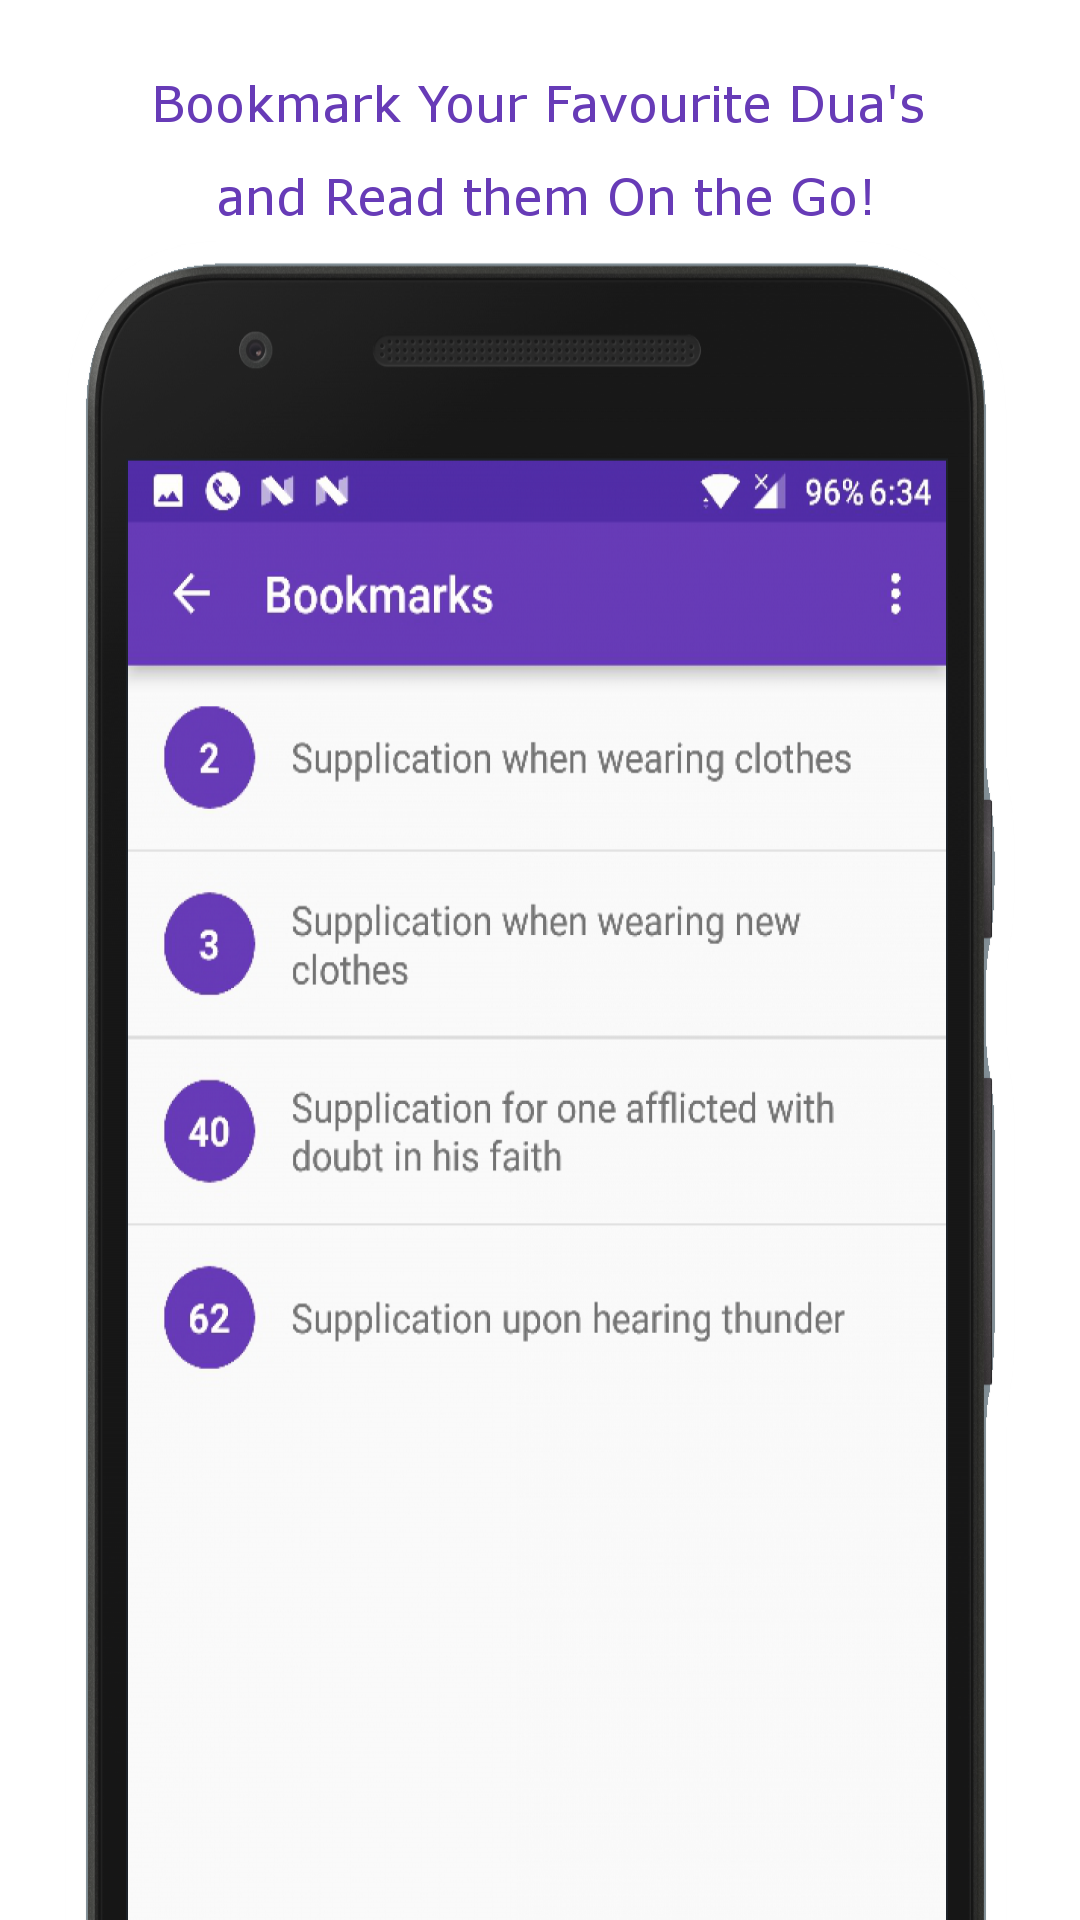 Bookmark Your Favourite Dua's
and Read them On the Go!
96% 6:34
Bookmarks
2 Supplication when wearing clothes
3 Supplication when wearing new
clothes
40 Supplication for one afflicted with
doubt in his faith
62 Supplication upon hearing thunder